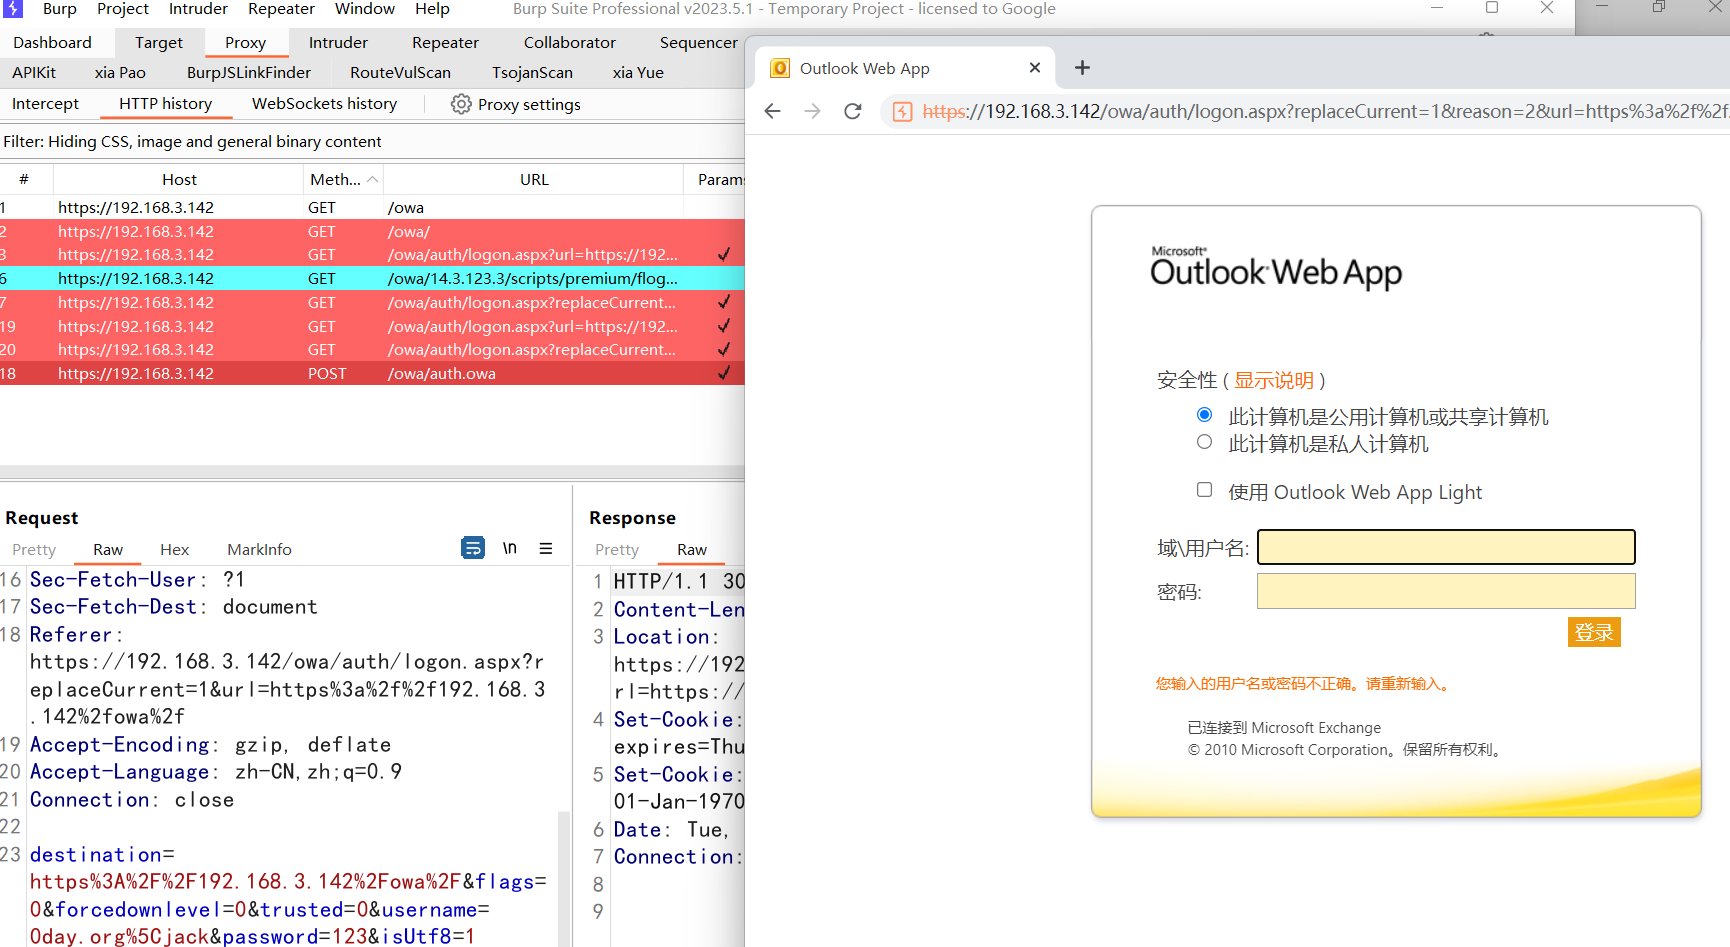 Burp Project Intruder Repeater Window Help Burp Suite Professional v2023.5.1 - Temporary Project - licensed to Google
Dashboard Target Proxy Intruder Repeater Collaborator Sequencer
APIKit xia Pao BurpJSLinkFinder RouteVulScan TsojanScan xia Yue
Intercept HTTP history WebSockets history Proxy settings
Filter: Hiding CSS, image and general binary content
# Host Meth... URL Params
1 https://192.168.3.142 GET /owa
2 https://192.168.3.142 GET /owa/
3 https://192.168.3.142 GET /owa/auth/logon.aspx?url=https://192... ✓
6 https://192.168.3.142 GET /owa/14.3.123.3/scripts/premium/flog...
7 https://192.168.3.142 GET /owa/auth/logon.aspx?replaceCurrent... ✓
19 https://192.168.3.142 GET /owa/auth/logon.aspx?url=https://192... ✓
20 https://192.168.3.142 GET /owa/auth/logon.aspx?replaceCurrent... ✓
18 https://192.168.3.142 POST /owa/auth.owa ✓
Request
Pretty Raw Hex MarkInfo \n
16 Sec-Fetch-User: ?1
17 Sec-Fetch-Dest: document
18 Referer:
https://192.168.3.142/owa/auth/logon.aspx?r
eplaceCurrent=1&url=https%3a%2f%2f192.168.3
.142%2fowa%2f
19 Accept-Encoding: gzip, deflate
20 Accept-Language: zh-CN,zh;q=0.9
21 Connection: close
22
23 destination=
https%3A%2F%2F192.168.3.142%2Fowa%2F&flags=
0&forcedownlevel=0&trusted=0&username=
0day.org%5Cjack&password=123&isUtf8=1
Response
Pretty Raw
1 HTTP/1.1 30
2 Content-Len
3 Location:
https://192
rl=https://
4 Set-Cookie:
expires=Thu
5 Set-Cookie:
01-Jan-1970
6 Date: Tue,
7 Connection:
8
9
Outlook Web App
https://192.168.3.142/owa/auth/logon.aspx?replaceCurrent=1&reason=2&url=https%3a%2f%2f
Microsoft®
Outlook® Web App
安全性 ( 显示说明 )
此计算机是公用计算机或共享计算机
此计算机是私人计算机
使用 Outlook Web App Light
域\用户名:
密码:
登录
您输入的用户名或密码不正确。请重新输入。
已连接到 Microsoft Exchange
© 2010 Microsoft Corporation。保留所有权利。